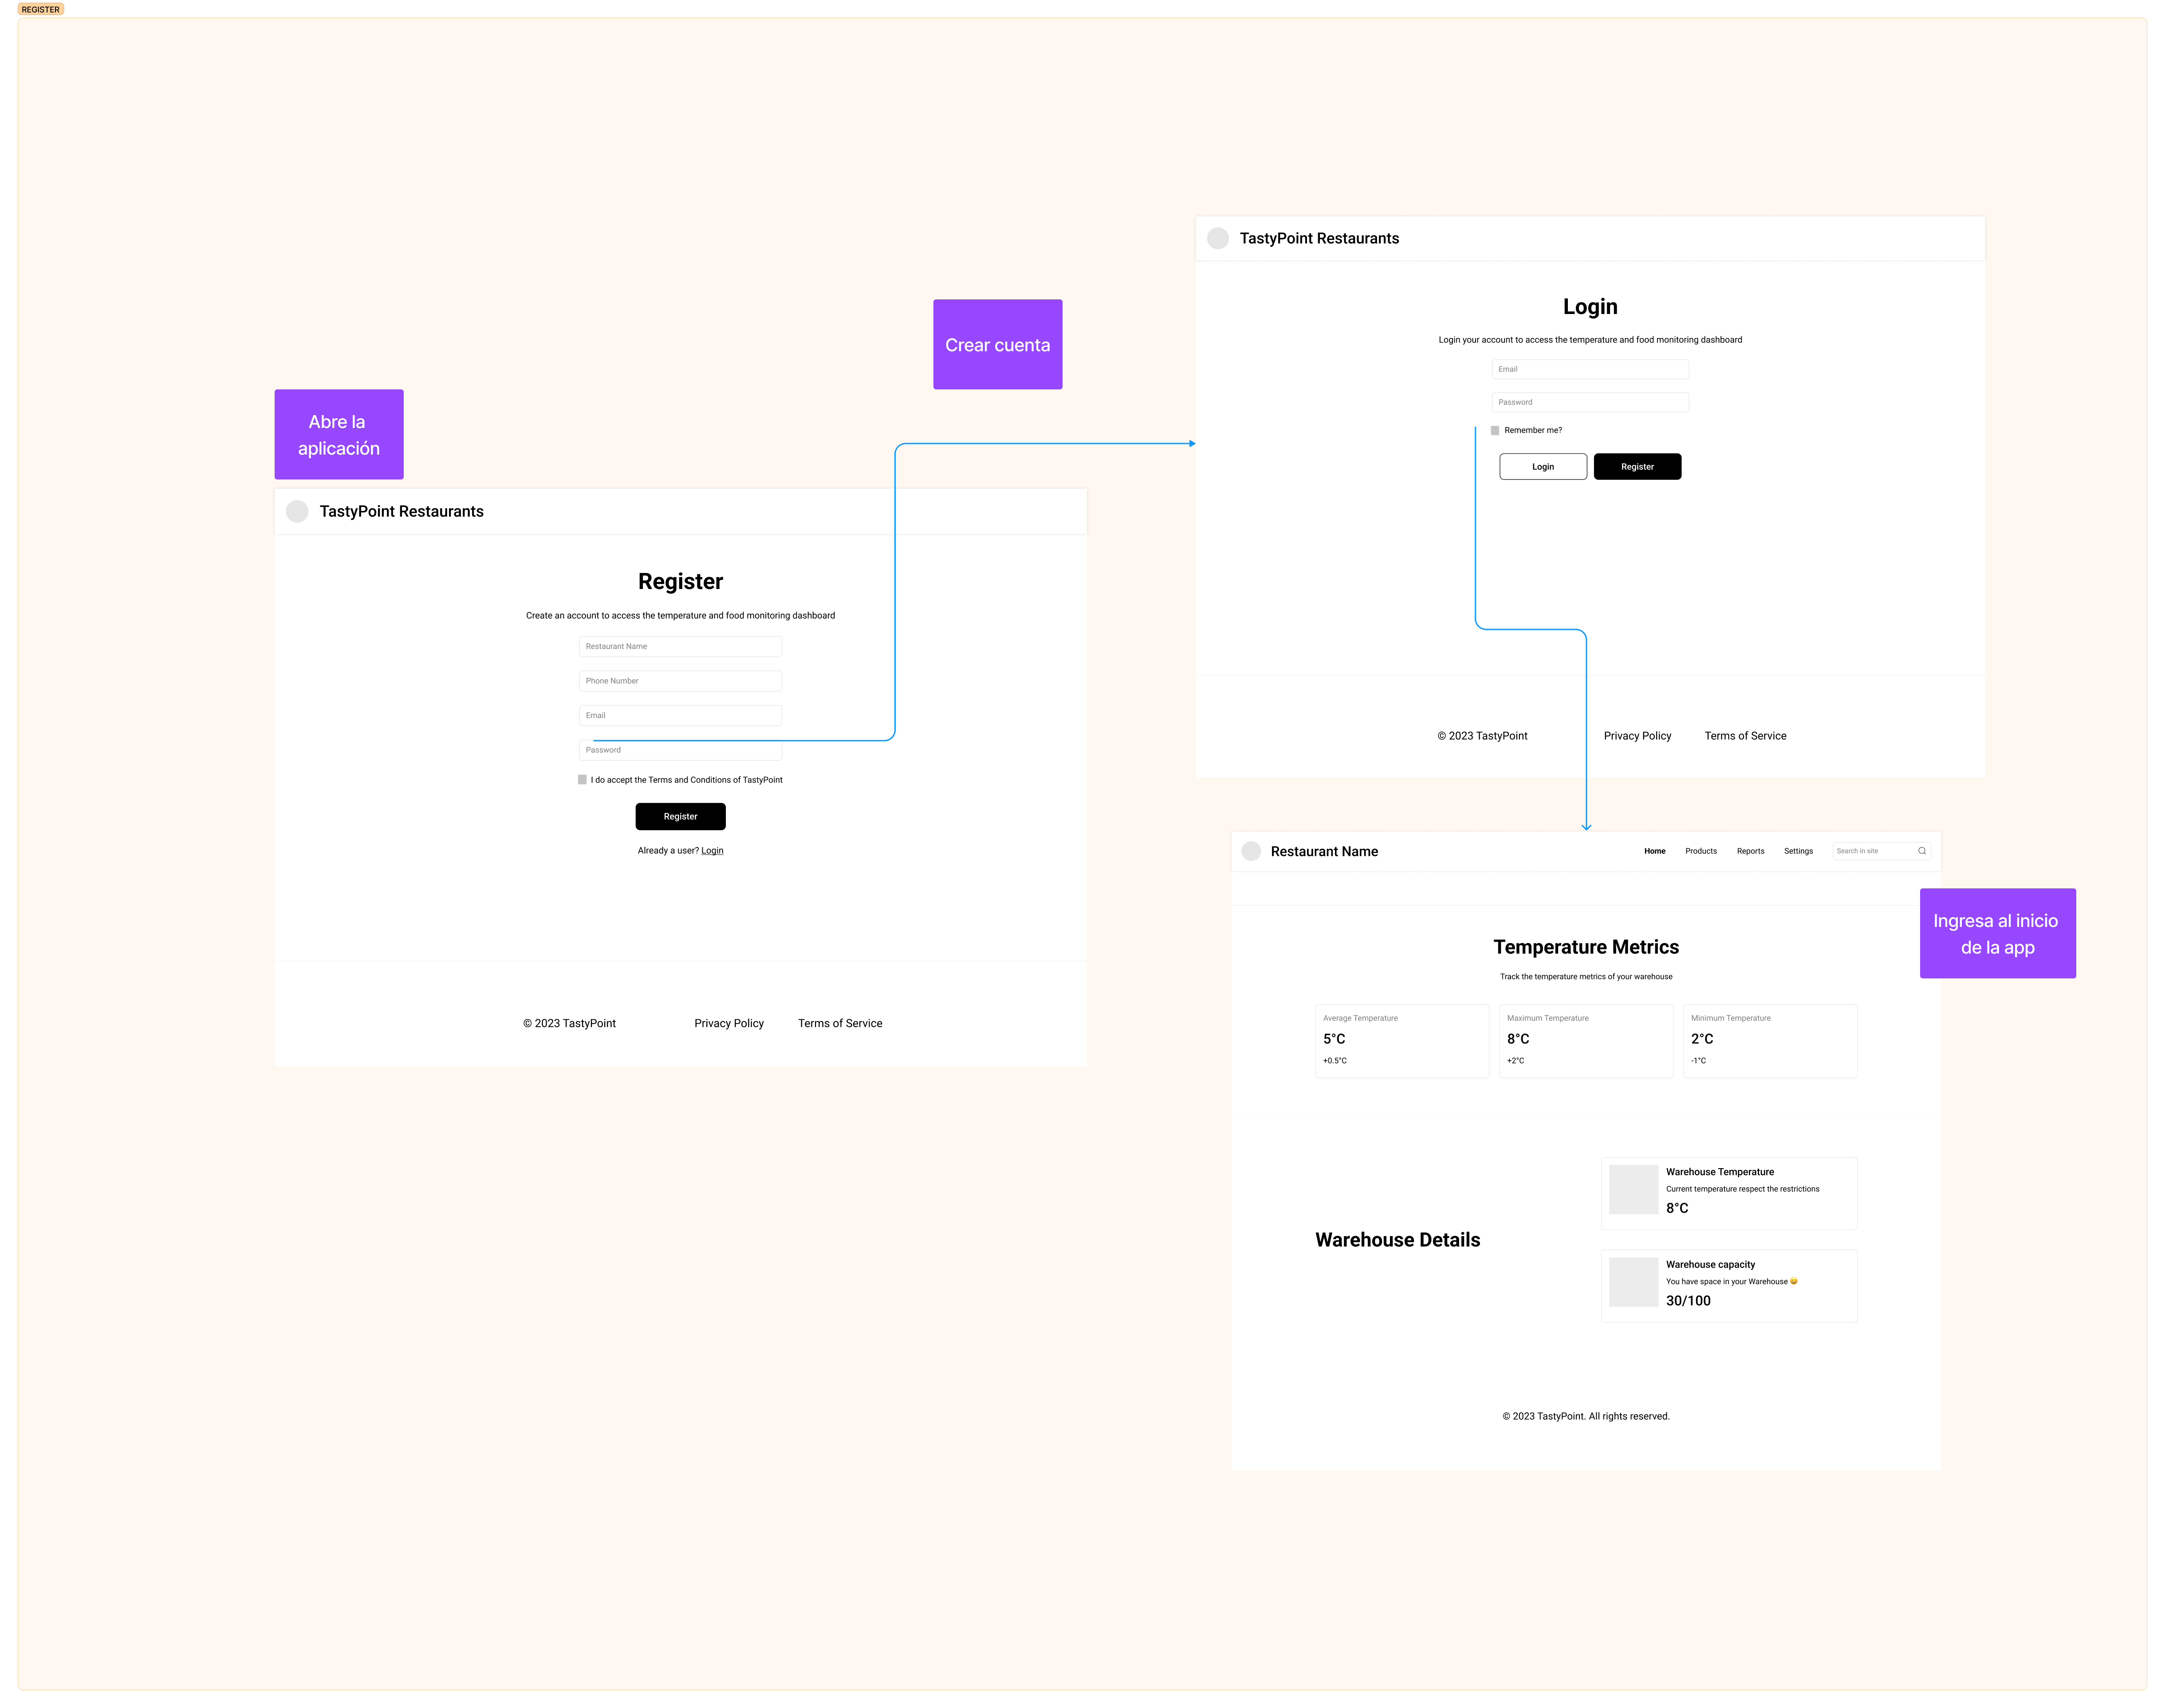 REGISTER
Abre la
aplicación
TastyPoint Restaurants
Register
Create an account to access the temperature and food monitoring dashboard
Restaurant Name
Phone Number
Email
Password
I do accept the Terms and Conditions of TastyPoint
Register
Already a user? Login
© 2023 TastyPoint
Privacy Policy
Terms of Service
Crear cuenta
TastyPoint Restaurants
Login
Login your account to access the temperature and food monitoring dashboard
Email
Password
Remember me?
Login
Register
© 2023 TastyPoint
Privacy Policy
Terms of Service
Restaurant Name
Home
Products
Reports
Settings
Search in site
Ingresa al inicio
de la app
Temperature Metrics
Track the temperature metrics of your warehouse
Average Temperature
5°C
+0.5°C
Maximum Temperature
8°C
+2°C
Minimum Temperature
2°C
-1°C
Warehouse Details
Warehouse Temperature
Current temperature respect the restrictions
8°C
Warehouse capacity
You have space in your Warehouse 😄
30/100
© 2023 TastyPoint. All rights reserved.